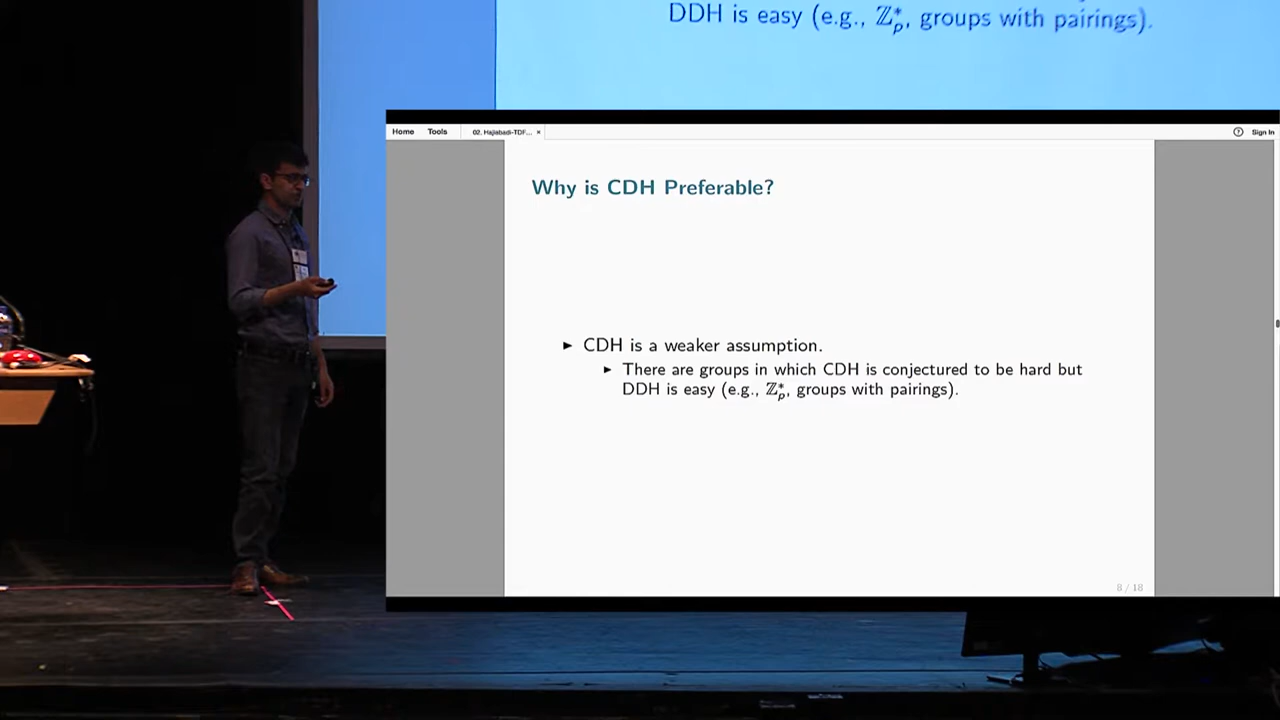 DDH is easy (e.g., ℤ*ₚ, groups with pairings).
Home Tools 02. Hajiabadi-TDF... × Sign In
Why is CDH Preferable?
► CDH is a weaker assumption.
► There are groups in which CDH is conjectured to be hard but
DDH is easy (e.g., ℤ*ₚ, groups with pairings).
8 / 18